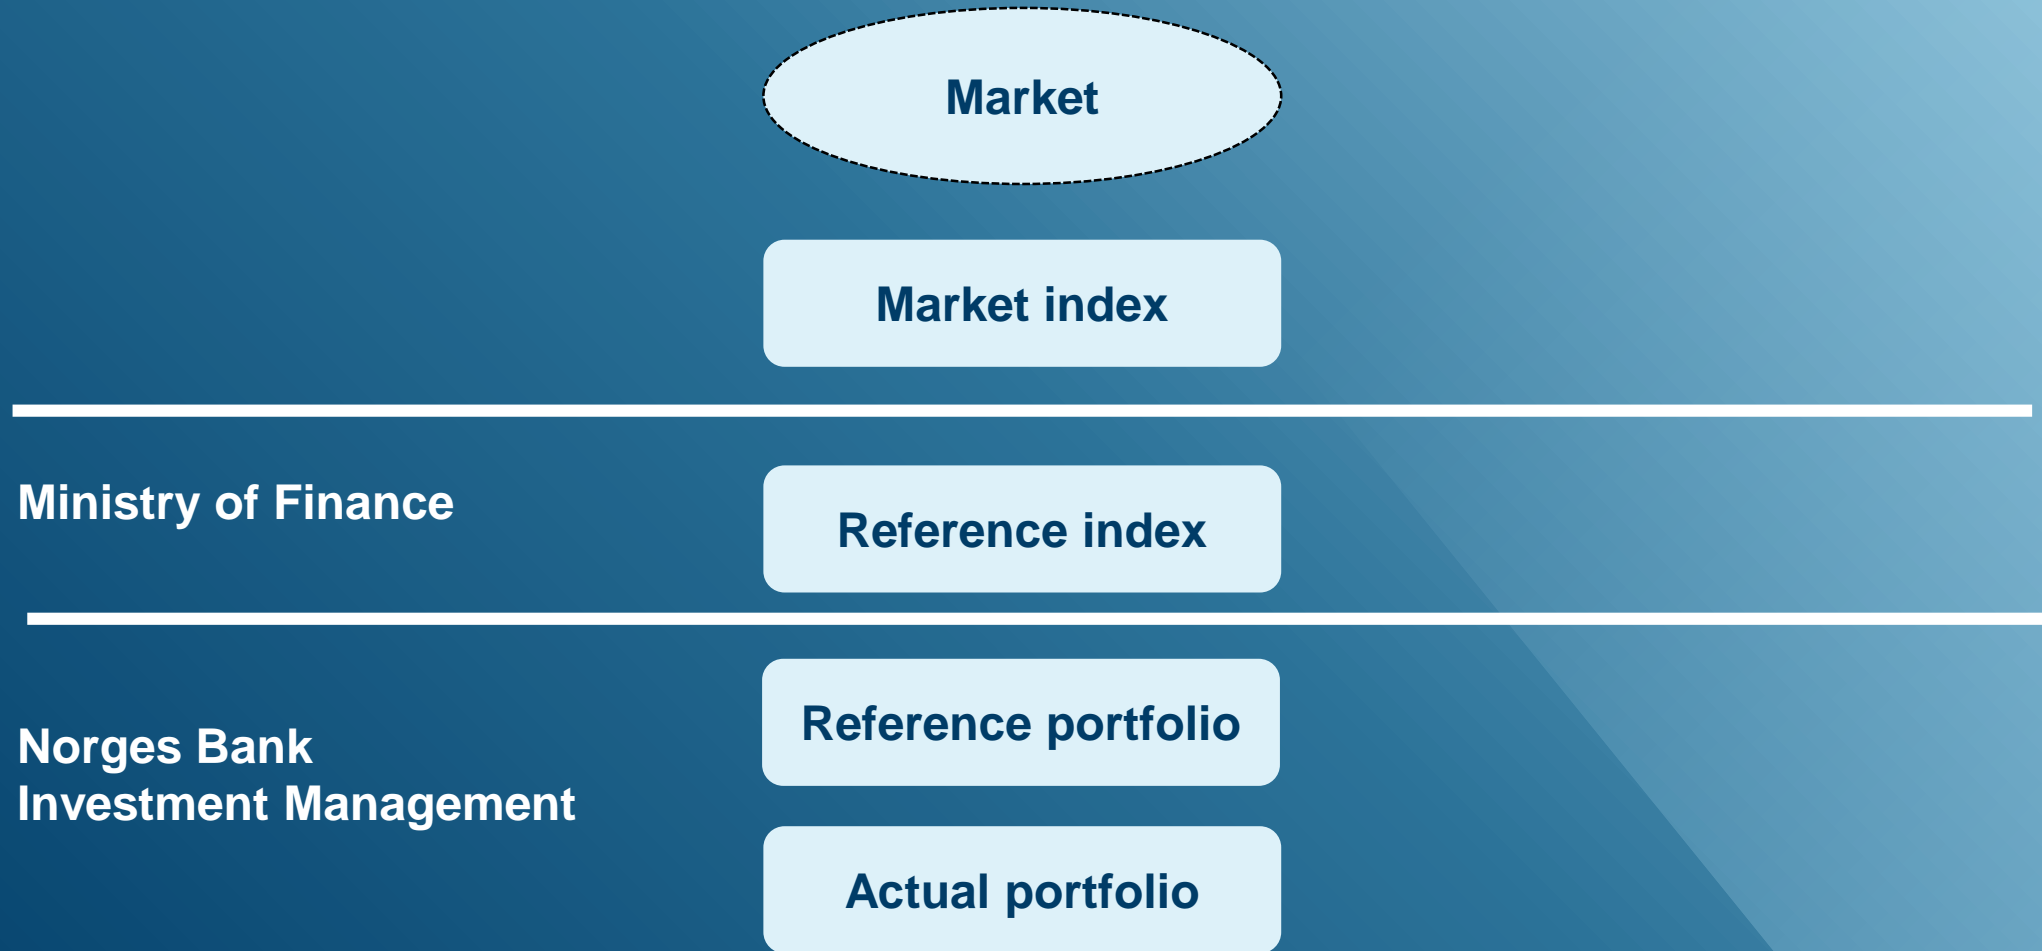 Market
Market index
Ministry of Finance
Reference index
Reference portfolio
Norges Bank
Investment Management
Actual portfolio